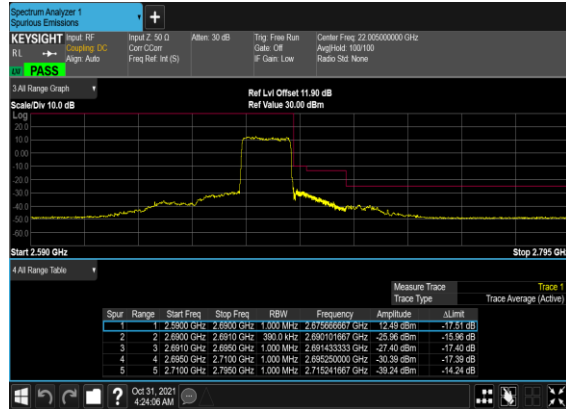 Spectrum Analyzer 1
Spurious Emissions
KEYSIGHT Input: RF Input Z: 50 Ω Atten: 30 dB Trig: Free Run Center Freq: 22.005000000 GHz
RL Coupling: DC Corr CCorr Gate: Off Avg|Hold: 100/100
Align: Auto Freq Ref: Int (S) IF Gain: Low Radio Std: None
PASS
3 All Range Graph
Ref Lvl Offset 11.90 dB
Scale/Div 10.0 dB Ref Value 30.00 dBm
Log
20.0
10.0
0.00
-10.0
-20.0
-30.0
-40.0
-50.0
-60.0
Start 2.590 GHz Stop 2.795 GH
4 All Range Table
Measure Trace Trace 1
Trace Type Trace Average (Active)
Spur Range Start Freq Stop Freq RBW Frequency Amplitude ΔLimit
1 1 2.5900 GHz 2.6900 GHz 1.000 MHz 2.675666667 GHz 12.49 dBm -17.51 dB
2 2 2.6900 GHz 2.6910 GHz 390.0 kHz 2.690101667 GHz -25.96 dBm -15.96 dB
3 3 2.6910 GHz 2.6950 GHz 1.000 MHz 2.691433333 GHz -27.40 dBm -17.40 dB
4 4 2.6950 GHz 2.7100 GHz 1.000 MHz 2.695250000 GHz -30.39 dBm -17.39 dB
5 5 2.7100 GHz 2.7950 GHz 1.000 MHz 2.715241667 GHz -39.24 dBm -14.24 dB
Oct 31, 2021
4:24:06 AM